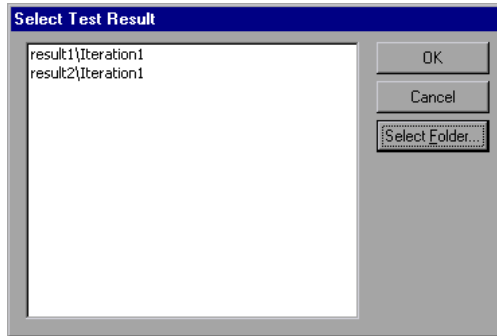 Select Test Result
result1\Iteration1
result2\Iteration1
OK
Cancel
Select Folder...